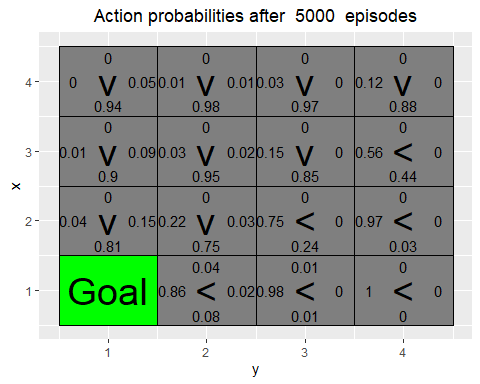 Action probabilities after 5000 episodes
0 0 0 0
4 0 v 0.05 0.01 v 0.01 0.03 v 0 0.12 v 0
0.94 0.98 0.97 0.88
0 0 0 0
3 0.01 v 0.09 0.03 v 0.02 0.15 v 0 0.56 < 0
0.9 0.95 0.85 0.44
x
0 0 0 0
2 0.04 v 0.15 0.22 v 0.03 0.75 < 0 0.97 < 0
0.81 0.75 0.24 0.03
0.04 0.01 0
1 Goal 0.86 < 0.02 0.98 < 0 1 < 0
0.08 0.01 0
1 2 3 4
y